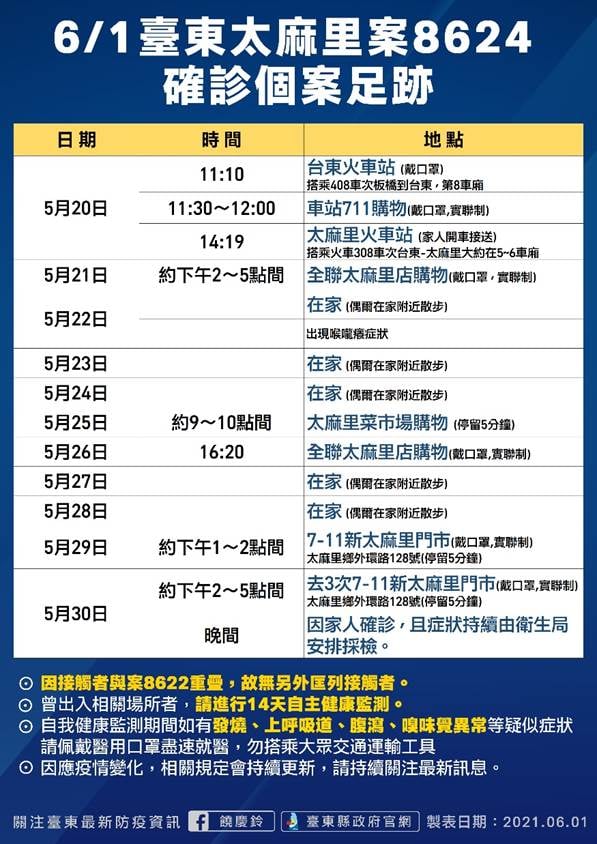 6/1臺東太麻里案8624
確診個案足跡
日期 時間 地點
5月20日
11:10 台東火車站 (戴口罩)
搭乘408車次板橋到台東，第8車廂
11:30～12:00 車站711購物(戴口罩,實聯制)
14:19 太麻里火車站 (家人開車接送)
搭乘火車308車次台東-太麻里大約在5~6車廂
5月21日 約下午2～5點間 全聯太麻里店購物(戴口罩，實聯制)
5月22日
在家 (偶爾在家附近散步)
出現喉嚨癢症狀
5月23日 在家 (偶爾在家附近散步)
5月24日 在家 (偶爾在家附近散步)
5月25日 約9～10點間 太麻里菜市場購物 (停留5分鐘)
5月26日 16:20 全聯太麻里店購物(戴口罩,實聯制)
5月27日 在家 (偶爾在家附近散步)
5月28日 在家 (偶爾在家附近散步)
5月29日 約下午1～2點間 7-11新太麻里門市(戴口罩,實聯制)
太麻里鄉外環路128號(停留5分鐘)
5月30日
約下午2～5點間 去3次7-11新太麻里門市(戴口罩,實聯制)
太麻里鄉外環路128號(停留5分鐘)
晚間 因家人確診，且症狀持續由衛生局
安排採檢。
⊙ 因接觸者與案8622重疊，故無另外匡列接觸者。
⊙ 曾出入相關場所者，請進行14天自主健康監測。
⊙ 自我健康監測期間如有發燒、上呼吸道、腹瀉、嗅味覺異常等疑似症狀
請佩戴醫用口罩盡速就醫，勿搭乘大眾交通運輸工具
⊙ 因應疫情變化，相關規定會持續更新，請持續關注最新訊息。
關注臺東最新防疫資訊 f 饒慶鈴 臺東縣政府官網 製表日期：2021.06.01